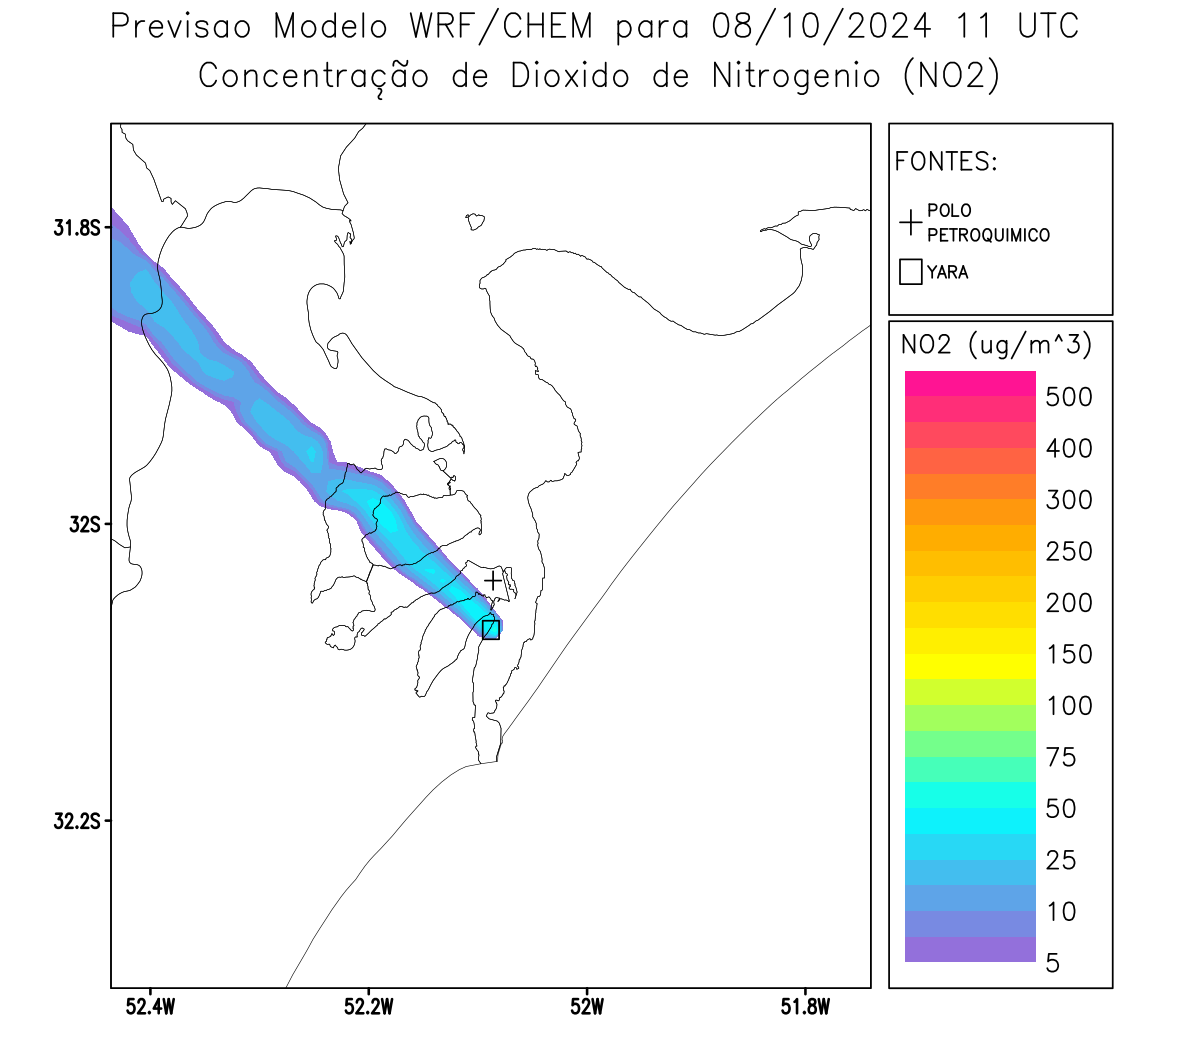 Previsao Modelo WRF/CHEM para 08/10/2024 11 UTC
Concentração de Dioxido de Nitrogenio (NO2)
FONTES:
POLO
PETROQUIMICO
YARA
NO2 (ug/m^3)
500
400
300
250
200
150
100
75
50
25
10
5
31.8S
32S
32.2S
52.4W
52.2W
52W
51.8W